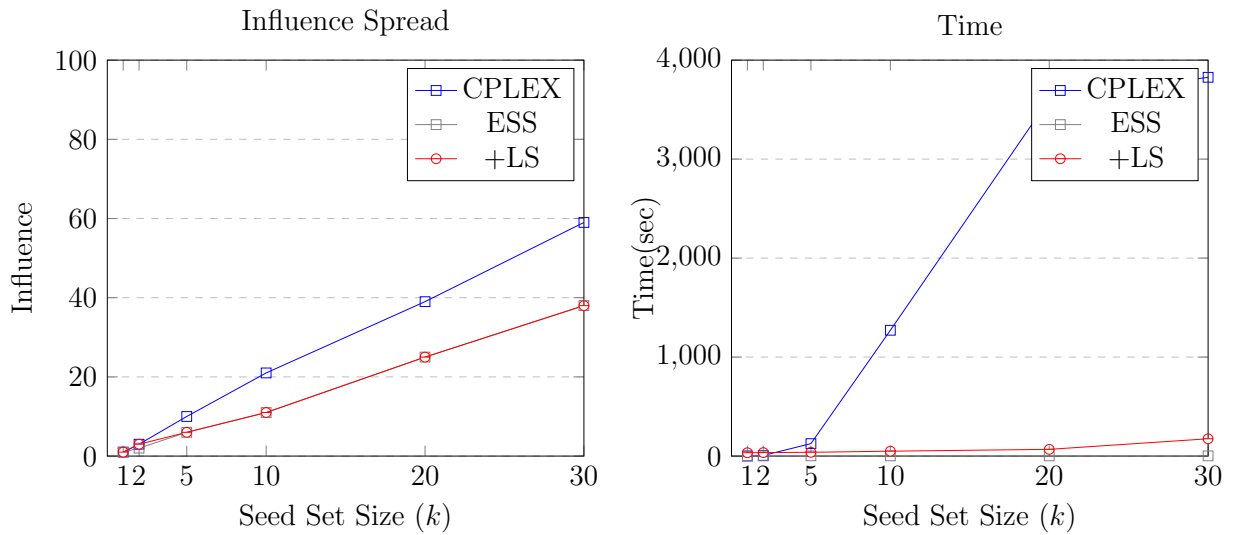 Influence Spread
100
80
60
40
20
0
Influence
CPLEX
ESS
+LS
1 2 5 10 20 30
Seed Set Size (k)
Time
4,000
3,000
2,000
1,000
0
Time(sec)
CPLEX
ESS
+LS
1 2 5 10 20 30
Seed Set Size (k)